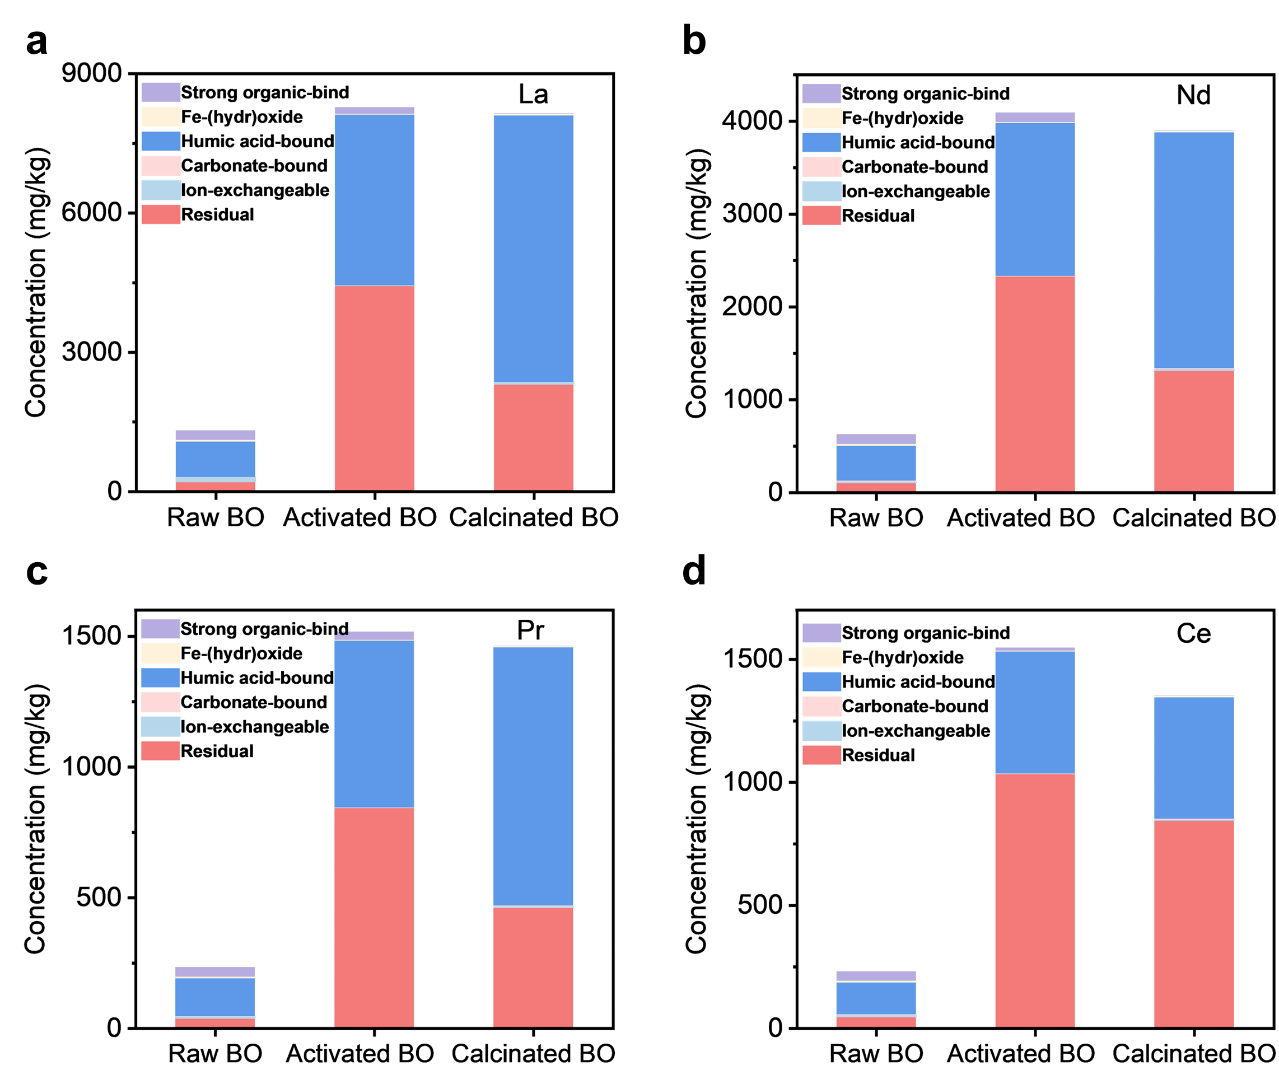 a
9000
6000
3000
0
Concentration (mg/kg)
Strong organic-bind
Fe-(hydr)oxide
Humic acid-bound
Carbonate-bound
Ion-exchangeable
Residual
La
Raw BO Activated BO Calcinated BO
b
4000
3000
2000
1000
0
Concentration (mg/kg)
Strong organic-bind
Fe-(hydr)oxide
Humic acid-bound
Carbonate-bound
Ion-exchangeable
Residual
Nd
Raw BO Activated BO Calcinated BO
c
1500
1000
500
0
Concentration (mg/kg)
Strong organic-bind
Fe-(hydr)oxide
Humic acid-bound
Carbonate-bound
Ion-exchangeable
Residual
Pr
Raw BO Activated BO Calcinated BO
d
1500
1000
500
0
Concentration (mg/kg)
Strong organic-bind
Fe-(hydr)oxide
Humic acid-bound
Carbonate-bound
Ion-exchangeable
Residual
Ce
Raw BO Activated BO Calcinated BO